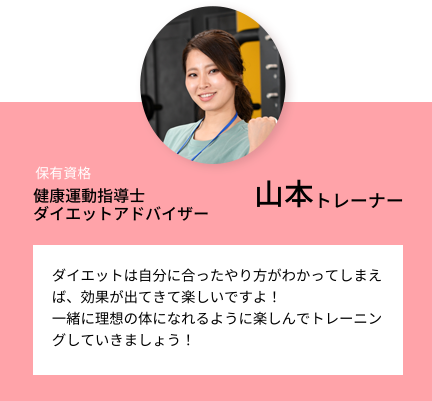 保有資格
健康運動指導士
ダイエットアドバイザー
山本トレーナー
ダイエットは自分に合ったやり方がわかってしまえ
ば、効果が出てきて楽しいですよ！
一緒に理想の体になれるように楽しんでトレーニン
グしていきましょう！